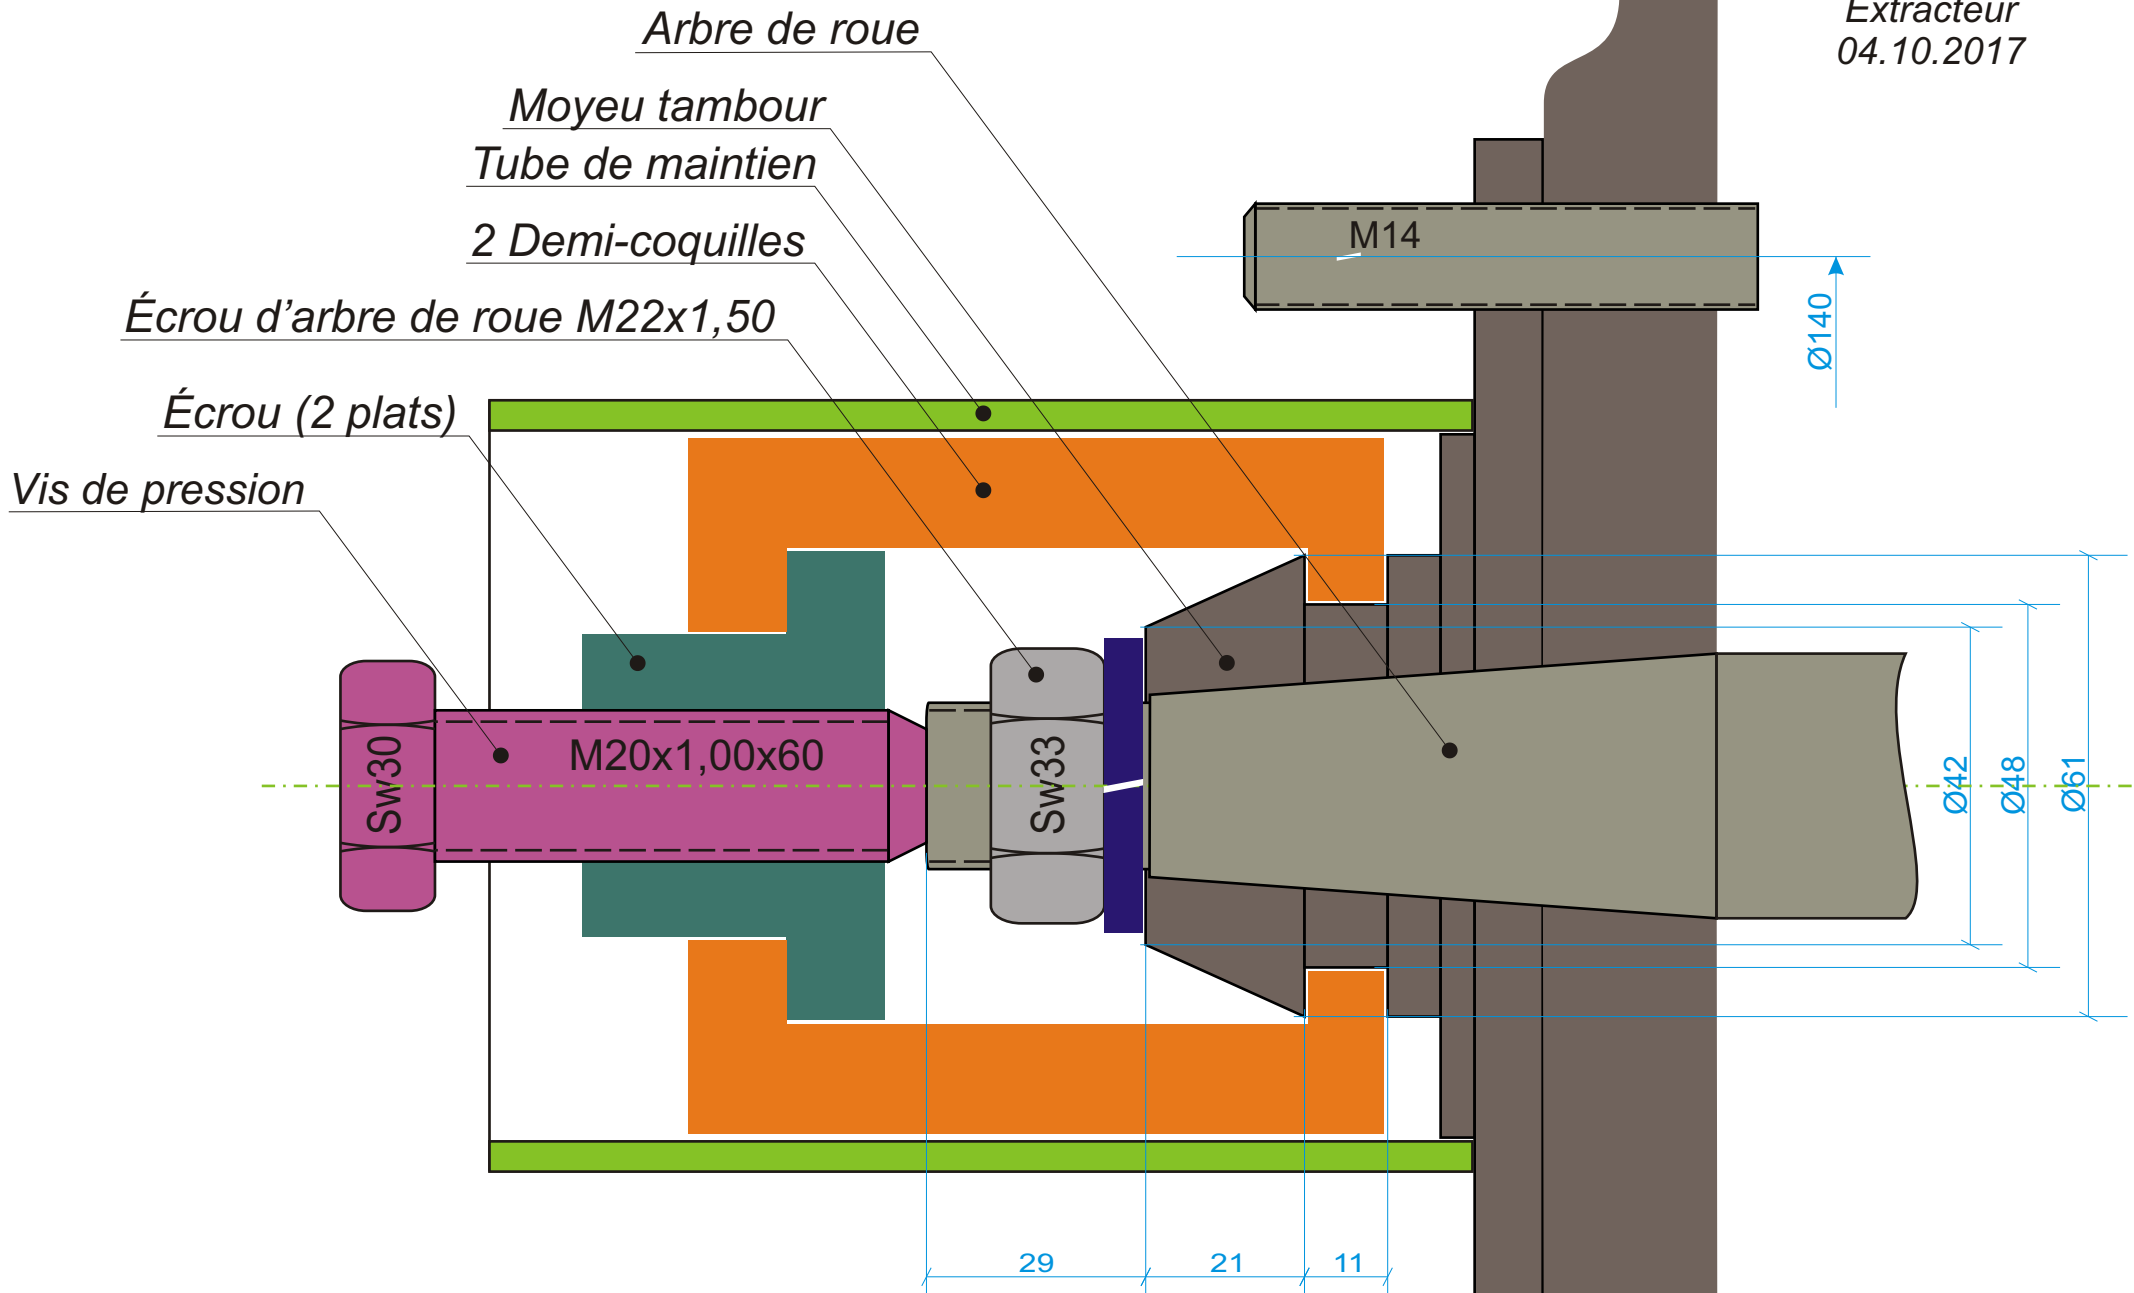 Extracteur
04.10.2017
Arbre de roue
Moyeu tambour
Tube de maintien
2 Demi-coquilles
Écrou d’arbre de roue M22x1,50
Écrou (2 plats)
Vis de pression
M14
Ø140
Sw30
M20x1,00x60
Sw33
Ø42
Ø48
Ø61
29
21
11